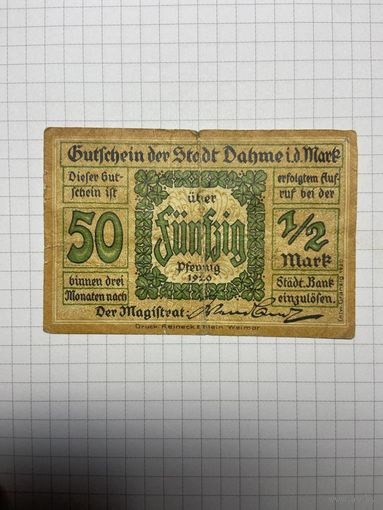 Gutschein der Stadt Dahme i.d. Mark
Dieser Gut-
schein ist
50
binnen drei
Monaten nach
über
fünfzig
Pfennig
1920
erfolgtem Auf-
ruf bei der
1/2
Mark
Städt. Bank
einzulösen.
Der Magistrat:
Druck Reineck & Klein Weimar